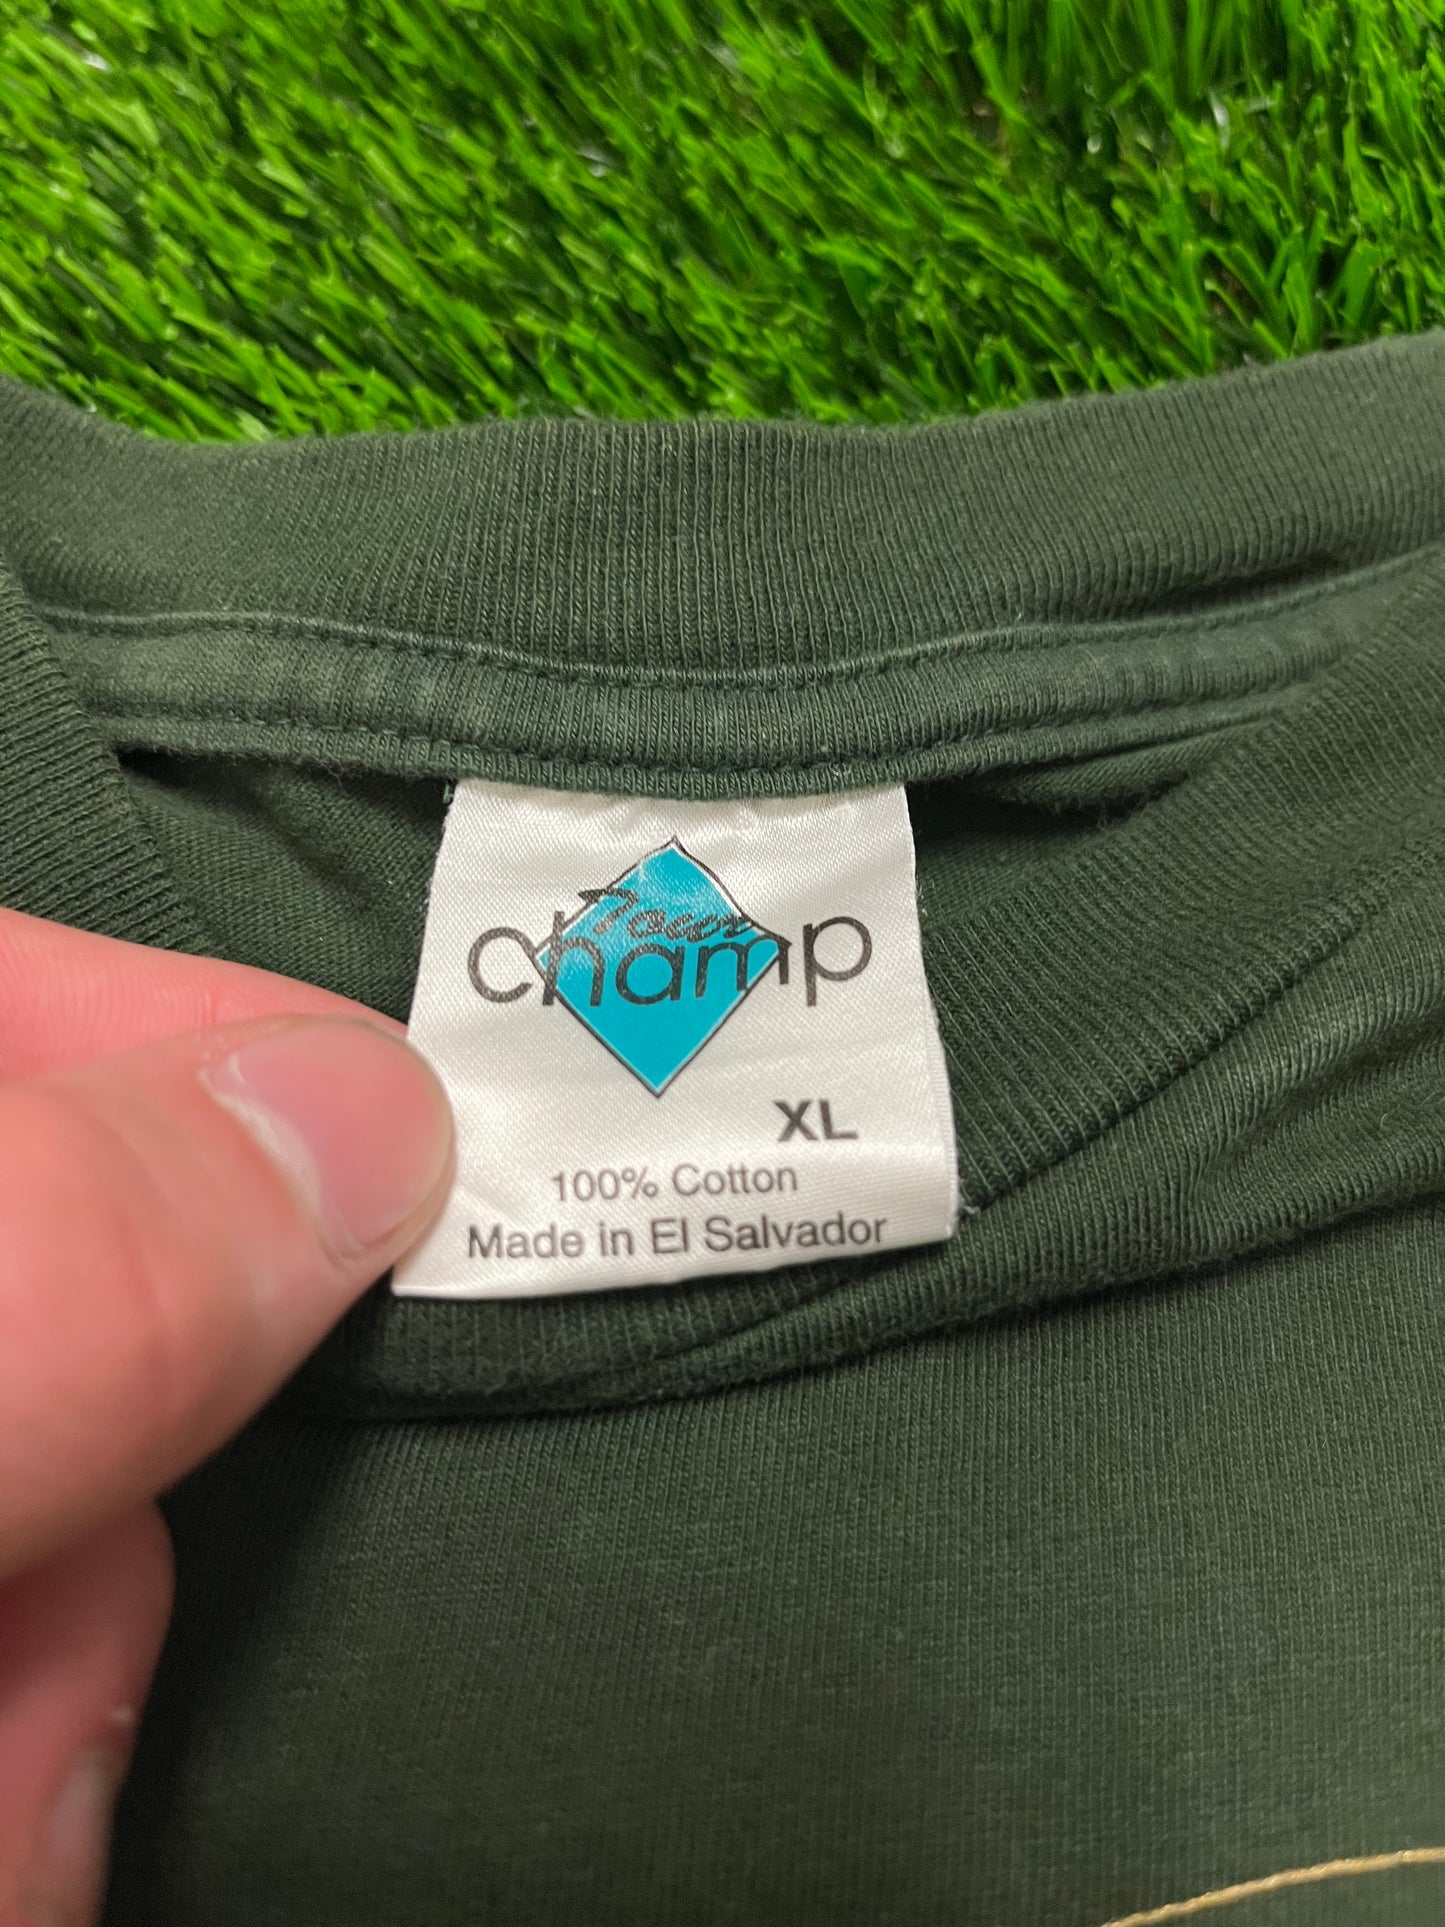 Tour
champ
XL
100% Cotton
Made in El Salvador